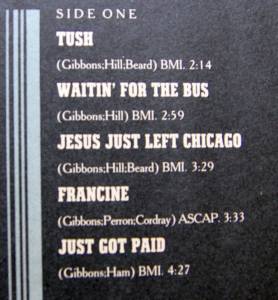 SIDE ONE
TUSH
(Gibbons;Hill;Beard) BMI. 2:14
WAITIN' FOR THE BUS
(Gibbons;Hill) BMI. 2:59
JESUS JUST LEFT CHICAGO
(Gibbons;Hill;Beard) BMI. 3:29
FRANCINE
(Gibbons;Perron;Cordray) ASCAP. 3:33
JUST GOT PAID
(Gibbons;Ham) BMI. 4:27